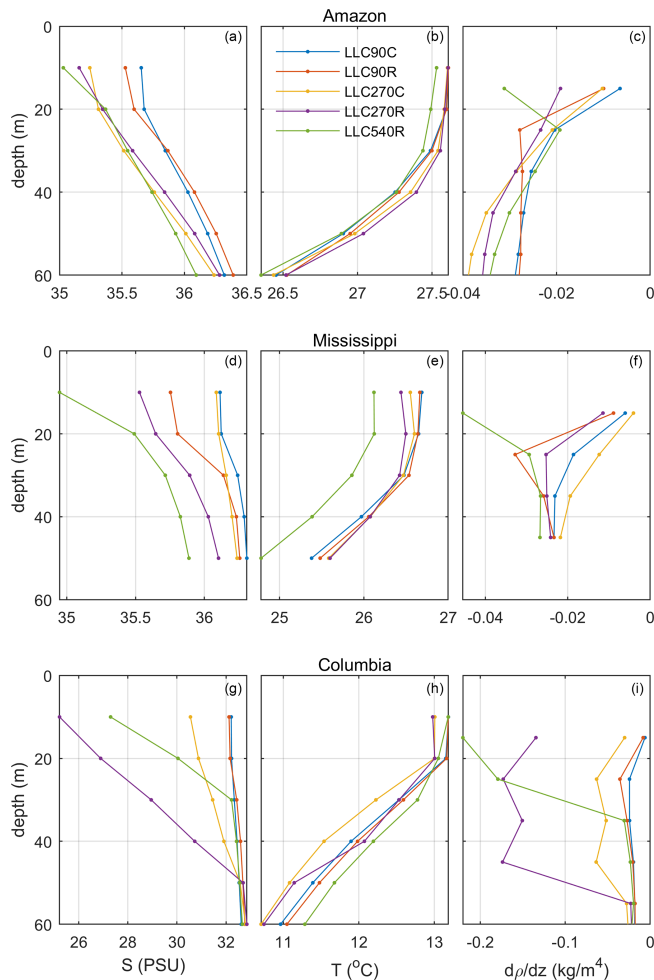 Amazon
0
20
40
60
depth (m)
(a)
35
35.5
36
36.5
(b)
LLC90C
LLC90R
LLC270C
LLC270R
LLC540R
26.5
27
27.5
(c)
-0.04
-0.02
0
Mississippi
0
20
40
60
depth (m)
(d)
35
35.5
36
(e)
25
26
27
(f)
-0.04
-0.02
0
Columbia
0
20
40
60
depth (m)
(g)
26
28
30
32
S (PSU)
(h)
11
12
13
T (°C)
(i)
-0.2
-0.1
0
dρ/dz (kg/m⁴)